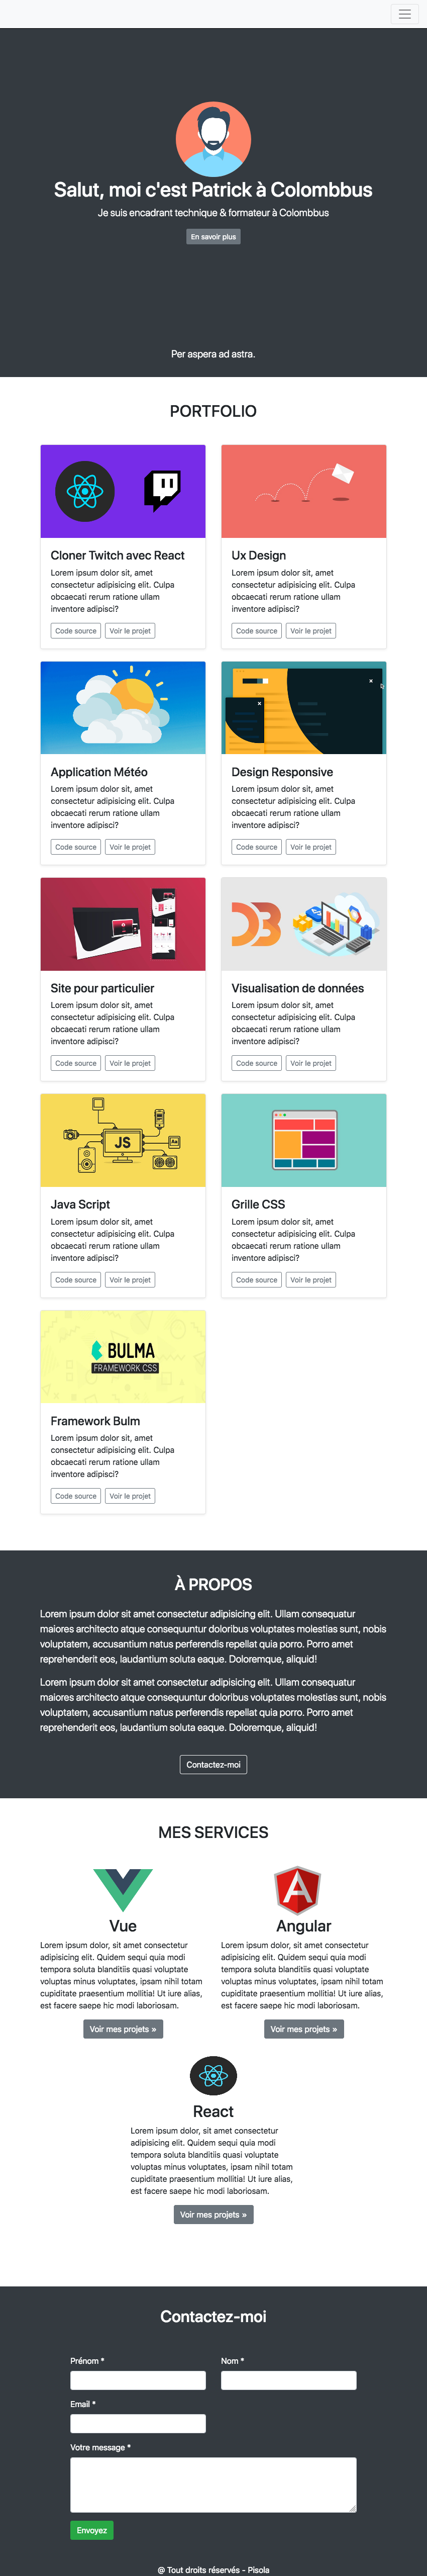 Salut, moi c'est Patrick à Colombbus
Je suis encadrant technique & formateur à Colombbus
En savoir plus
Per aspera ad astra.
PORTFOLIO
Cloner Twitch avec React
Lorem ipsum dolor sit, amet
consectetur adipisicing elit. Culpa
obcaecati rerum ratione ullam
inventore adipisci?
Code source
Voir le projet
Ux Design
Lorem ipsum dolor sit, amet
consectetur adipisicing elit. Culpa
obcaecati rerum ratione ullam
inventore adipisci?
Code source
Voir le projet
Application Météo
Lorem ipsum dolor sit, amet
consectetur adipisicing elit. Culpa
obcaecati rerum ratione ullam
inventore adipisci?
Code source
Voir le projet
Design Responsive
Lorem ipsum dolor sit, amet
consectetur adipisicing elit. Culpa
obcaecati rerum ratione ullam
inventore adipisci?
Code source
Voir le projet
Site pour particulier
Lorem ipsum dolor sit, amet
consectetur adipisicing elit. Culpa
obcaecati rerum ratione ullam
inventore adipisci?
Code source
Voir le projet
D3
Visualisation de données
Lorem ipsum dolor sit, amet
consectetur adipisicing elit. Culpa
obcaecati rerum ratione ullam
inventore adipisci?
Code source
Voir le projet
JS
Aa
Java Script
Lorem ipsum dolor sit, amet
consectetur adipisicing elit. Culpa
obcaecati rerum ratione ullam
inventore adipisci?
Code source
Voir le projet
Grille CSS
Lorem ipsum dolor sit, amet
consectetur adipisicing elit. Culpa
obcaecati rerum ratione ullam
inventore adipisci?
Code source
Voir le projet
BULMA
FRAMEWORK CSS
Framework Bulm
Lorem ipsum dolor sit, amet
consectetur adipisicing elit. Culpa
obcaecati rerum ratione ullam
inventore adipisci?
Code source
Voir le projet
À PROPOS
Lorem ipsum dolor sit amet consectetur adipisicing elit. Ullam consequatur
maiores architecto atque consequuntur doloribus voluptates molestias sunt, nobis
voluptatem, accusantium natus perferendis repellat quia porro. Porro amet
reprehenderit eos, laudantium soluta eaque. Doloremque, aliquid!
Lorem ipsum dolor sit amet consectetur adipisicing elit. Ullam consequatur
maiores architecto atque consequuntur doloribus voluptates molestias sunt, nobis
voluptatem, accusantium natus perferendis repellat quia porro. Porro amet
reprehenderit eos, laudantium soluta eaque. Doloremque, aliquid!
Contactez-moi
MES SERVICES
Vue
Lorem ipsum dolor, sit amet consectetur
adipisicing elit. Quidem sequi quia modi
tempora soluta blanditiis quasi voluptate
voluptas minus voluptates, ipsam nihil totam
cupiditate praesentium mollitia! Ut iure alias,
est facere saepe hic modi laboriosam.
Voir mes projets »
A
Angular
Lorem ipsum dolor, sit amet consectetur
adipisicing elit. Quidem sequi quia modi
tempora soluta blanditiis quasi voluptate
voluptas minus voluptates, ipsam nihil totam
cupiditate praesentium mollitia! Ut iure alias,
est facere saepe hic modi laboriosam.
Voir mes projets »
React
Lorem ipsum dolor, sit amet consectetur
adipisicing elit. Quidem sequi quia modi
tempora soluta blanditiis quasi voluptate
voluptas minus voluptates, ipsam nihil totam
cupiditate praesentium mollitia! Ut iure alias,
est facere saepe hic modi laboriosam.
Voir mes projets »
Contactez-moi
Prénom *
Nom *
Email *
Votre message *
Envoyez
@ Tout droits réservés - Pisola